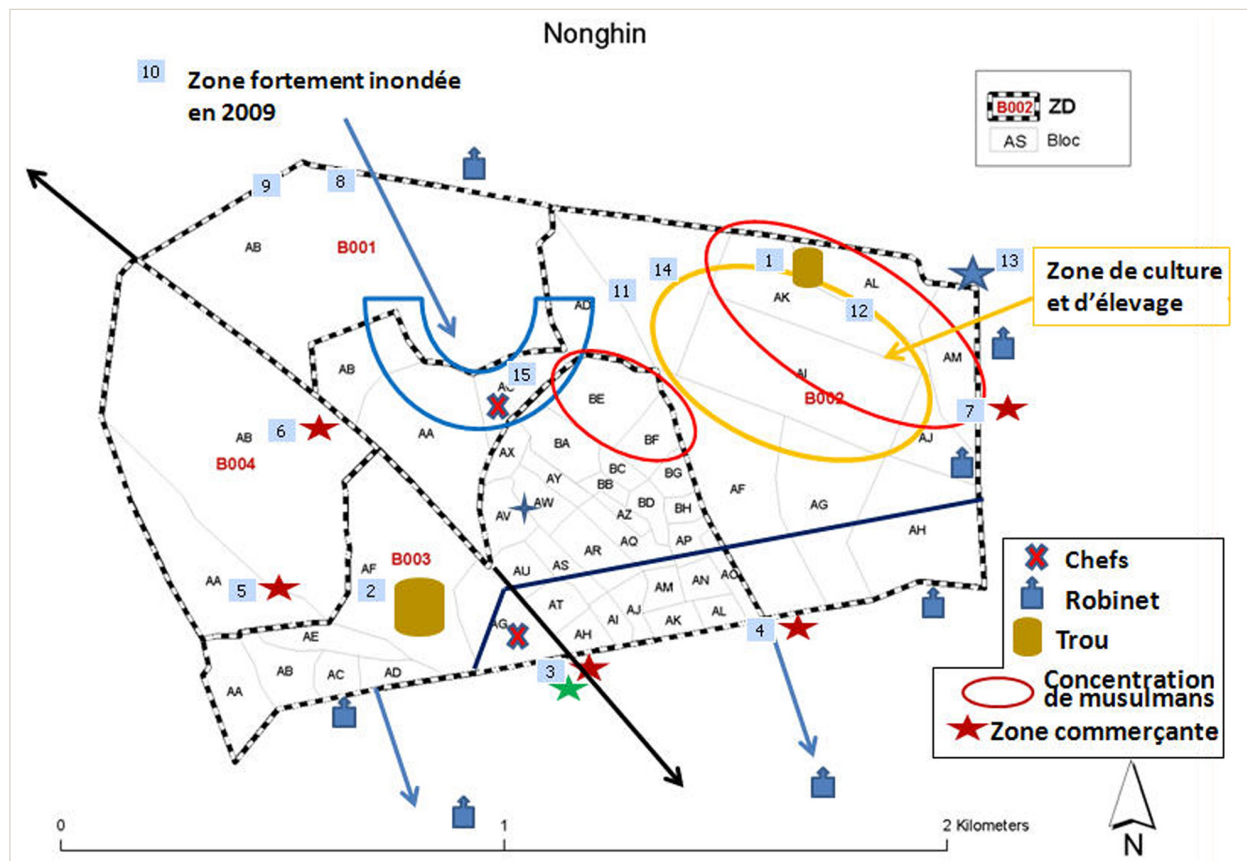 Nonghin
10
Zone fortement inondée
en 2009
B002 ZD
AS Bloc
9
8
AB
B001
1
14
13
Zone de culture
et d'élevage
AK
AL
11
AD
12
AM
AB
15
AC
BE
AI
B002
7
AB
6
AA
BA
BF
AJ
B004
AX
AY
BC
BB
BG
AF
AG
AV
AW
AZ
BD
BH
AH
AR
AQ
AP
B003
AF
AU
AS
AA
5
2
AM
AN
AO
Chefs
AT
AJ
AI
AK
AL
Robinet
AG
AH
4
AE
Trou
AB
AC
AD
3
AA
Concentration
de musulmans
Zone commerçante
0
1
2 Kilometers
N